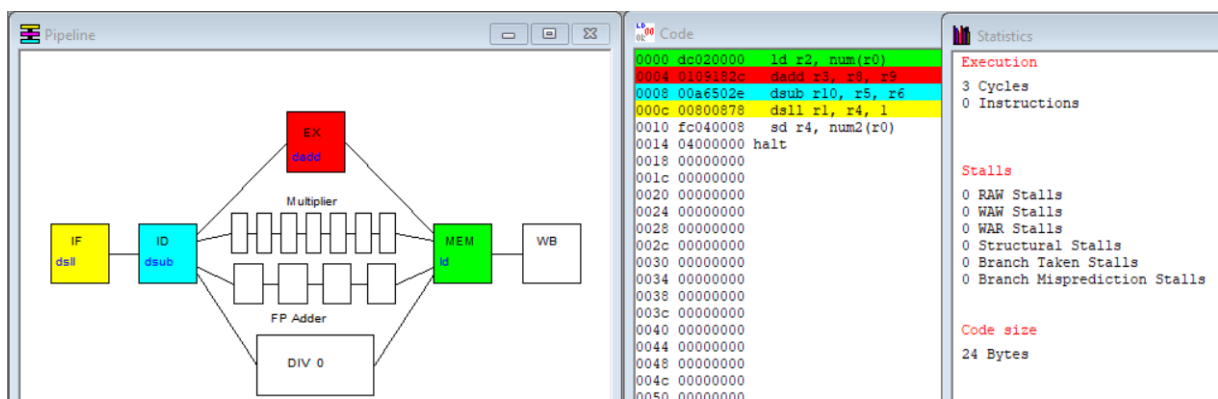 Pipeline
EX
dadd
Multiplier
IF
dsll
ID
dsub
MEM
ld
WB
FP Adder
DIV 0
Code
0000 dc020000 ld r2, num(r0)
0004 0109182c dadd r3, r8, r9
0008 00a6502e dsub r10, r5, r6
000c 00800878 dsll r1, r4, 1
0010 fc040008 sd r4, num2(r0)
0014 04000000 halt
0018 00000000
001c 00000000
0020 00000000
0024 00000000
0028 00000000
002c 00000000
0030 00000000
0034 00000000
0038 00000000
003c 00000000
0040 00000000
0044 00000000
0048 00000000
004c 00000000
0050 00000000
Statistics
Execution
3 Cycles
0 Instructions
Stalls
0 RAW Stalls
0 WAW Stalls
0 WAR Stalls
0 Structural Stalls
0 Branch Taken Stalls
0 Branch Misprediction Stalls
Code size
24 Bytes